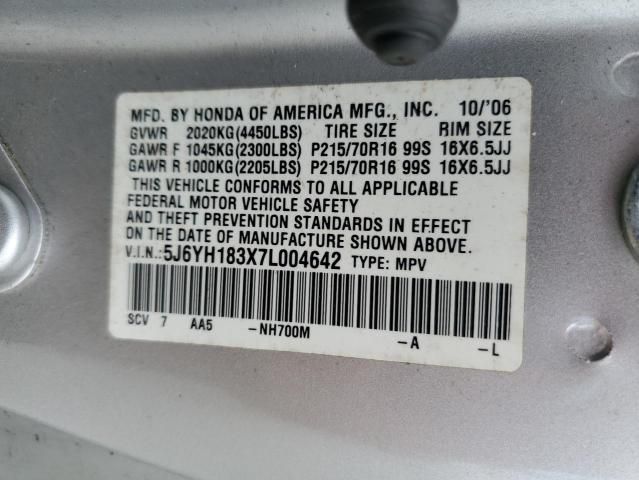 MFD. BY HONDA OF AMERICA MFG., INC. 10/'06
GVWR 2020KG(4450LBS) TIRE SIZE RIM SIZE
GAWR F 1045KG(2300LBS) P215/70R16 99S 16X6.5JJ
GAWR R 1000KG(2205LBS) P215/70R16 99S 16X6.5JJ
THIS VEHICLE CONFORMS TO ALL APPLICABLE
FEDERAL MOTOR VEHICLE SAFETY
AND THEFT PREVENTION STANDARDS IN EFFECT
ON THE DATE OF MANUFACTURE SHOWN ABOVE.
V.I.N.: 5J6YH183X7L004642 TYPE: MPV
SCV 7 AA5 -NH700M -A -L